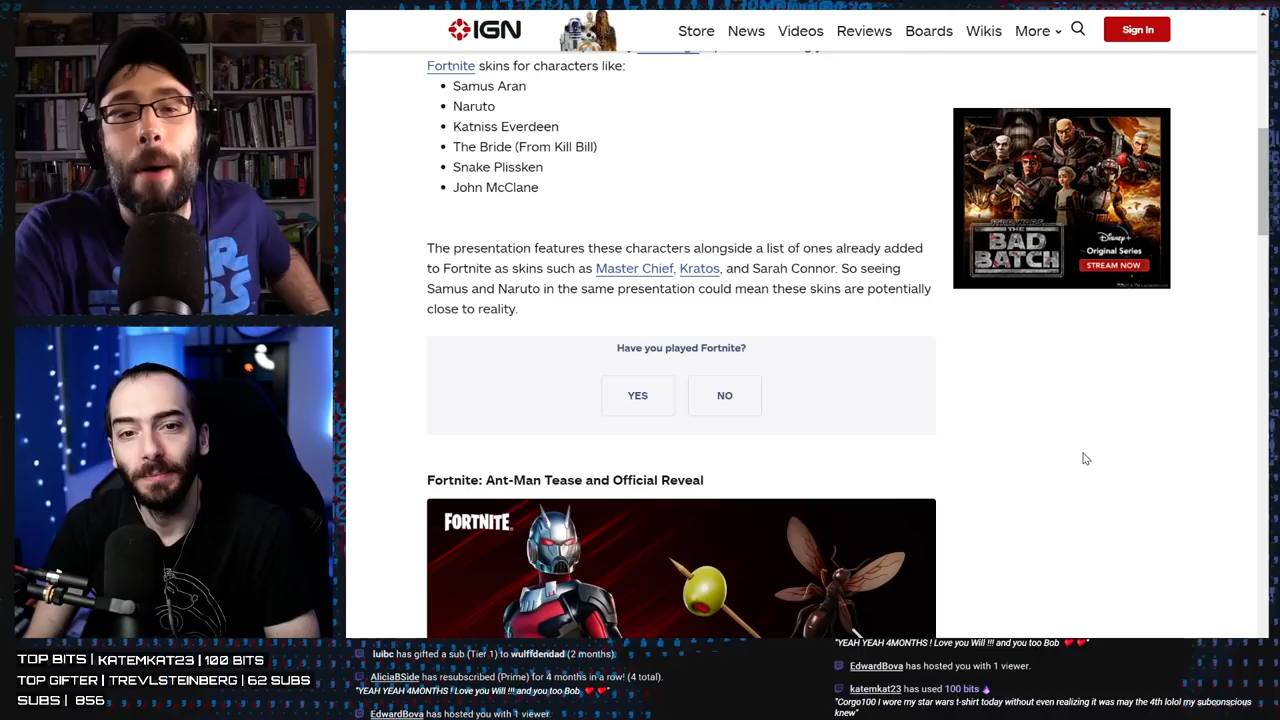 IGN
Store News Videos Reviews Boards Wikis More Sign In
Fortnite skins for characters like:
Samus Aran
Naruto
Katniss Everdeen
The Bride (From Kill Bill)
Snake Plissken
John McClane
The presentation features these characters alongside a list of ones already added
to Fortnite as skins such as Master Chief, Kratos, and Sarah Connor. So seeing
Samus and Naruto in the same presentation could mean these skins are potentially
close to reality.
STAR WARS
THE
BAD
BATCH
Disney+
Original Series
STREAM NOW
Have you played Fortnite?
YES NO
Fortnite: Ant-Man Tease and Official Reveal
FORTNITE
TOP BITS | KATEMKAT23 | 100 BITS
TOP GIFTER | TREVLSTEINBERG | 62 SUBS
SUBS | 856
luibc has gifted a sub (Tier 1) to wulffdendad (2 months).
AliciaBSide has resubscribed (Prime) for 4 months in a row! (4 total).
"YEAH YEAH 4MONTHS ! Love you Will !!! and you too Bob ❤️ ❤️"
EdwardBova has hosted you with 1 viewer.
"YEAH YEAH 4MONTHS ! Love you Will !!! and you too Bob ❤️ ❤️"
EdwardBova has hosted you with 1 viewer.
katemkat23 has used 100 bits
"Corgo100 I wore my star wars t-shirt today without even realizing it was may the 4th lolol my subconscious
knew"